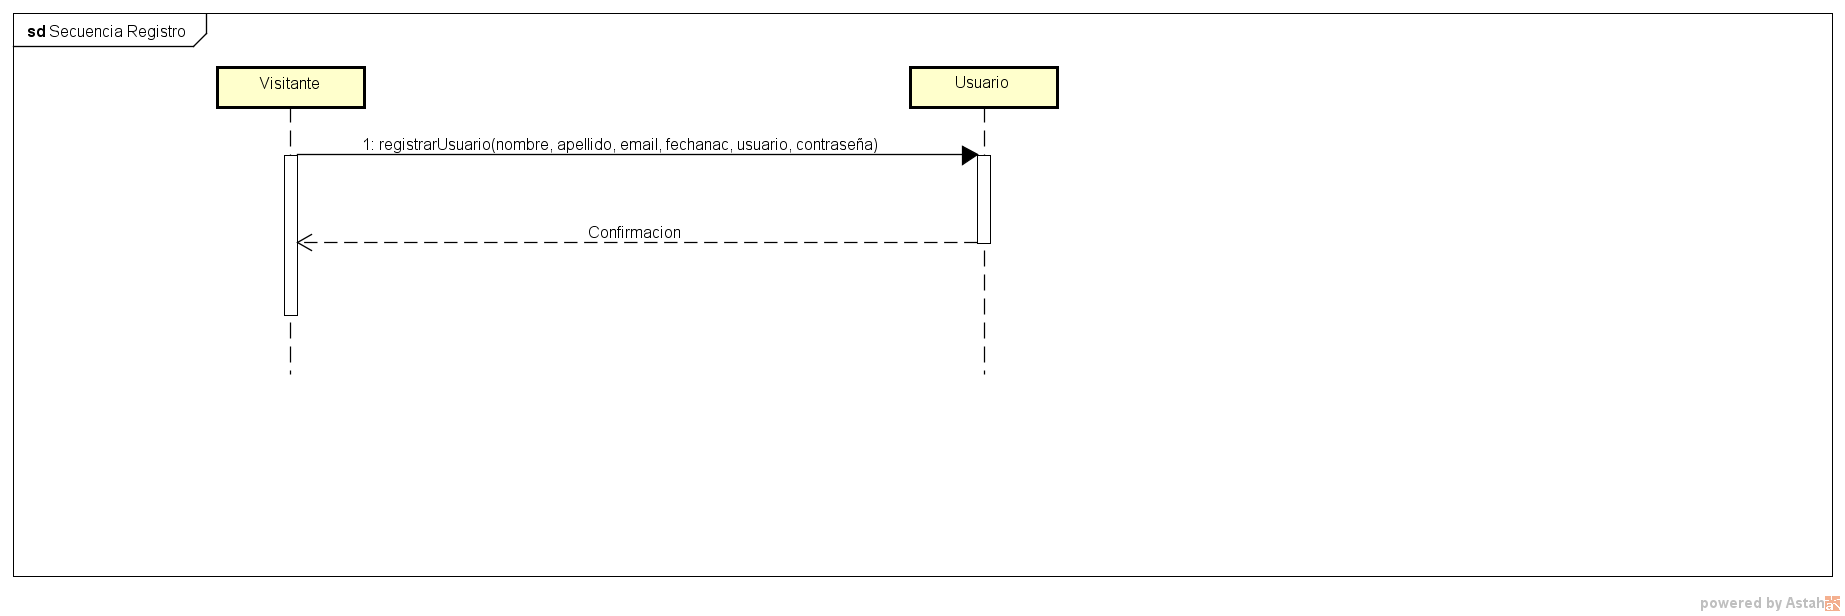 sd Secuencia Registro
Visitante
Usuario
1: registrarUsuario(nombre, apellido, email, fechanac, usuario, contraseña)
Confirmacion
powered by Astah